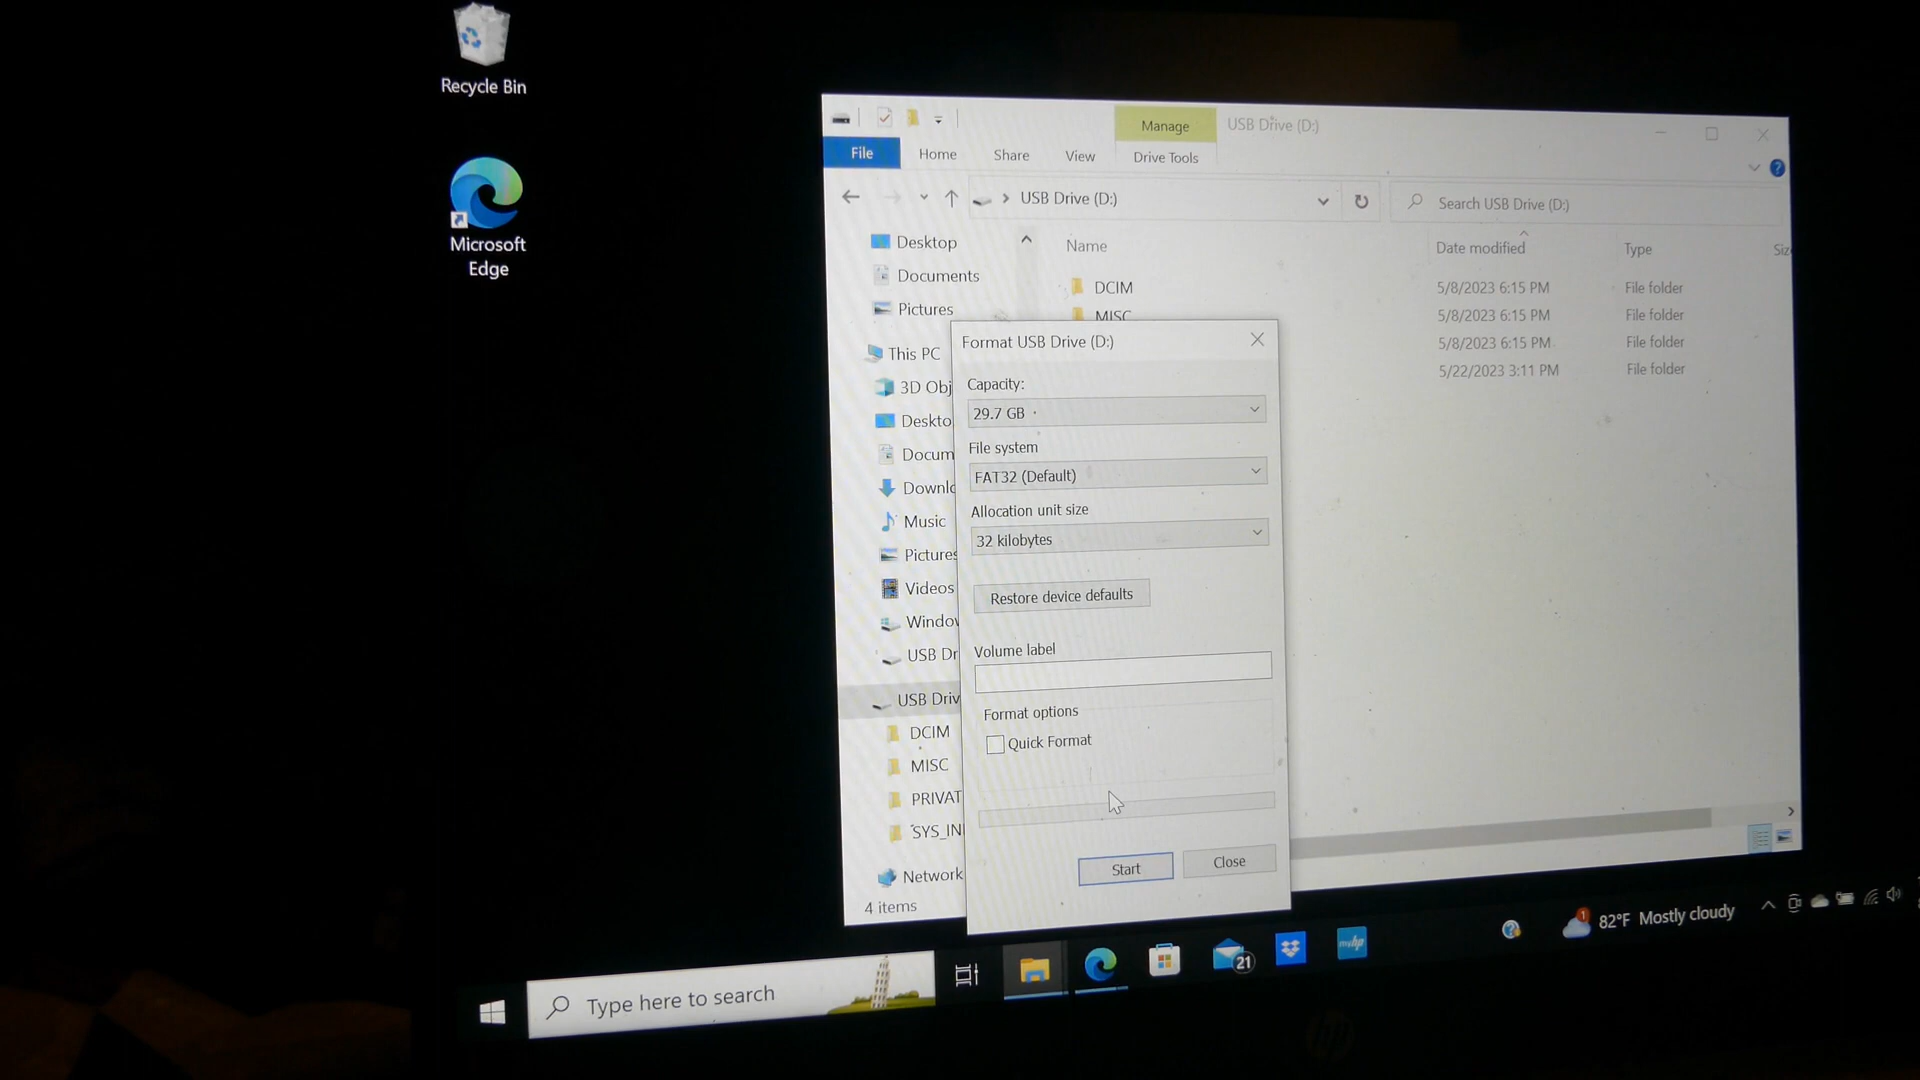 Recycle Bin
Microsoft
Edge
Manage
USB Drive (D:)
File
Home
Share
View
Drive Tools
USB Drive (D:)
Search USB Drive (D:)
Name
Date modified
Type
Siz
Desktop
Documents
Pictures
This PC
3D Obj
Deskto
Docum
Downlo
Music
Pictures
Videos
Window
USB Dr
USB Driv
DCIM
MISC
PRIVAT
SYS_IN
Network
4 items
DCIM
5/8/2023 6:15 PM
File folder
MISC
5/8/2023 6:15 PM
File folder
5/8/2023 6:15 PM
File folder
5/22/2023 3:11 PM
File folder
Format USB Drive (D:)
Capacity:
29.7 GB
File system
FAT32 (Default)
Allocation unit size
32 kilobytes
Restore device defaults
Volume label
Format options
Quick Format
Start
Close
Type here to search
21
myhp
1
82°F Mostly cloudy
hp